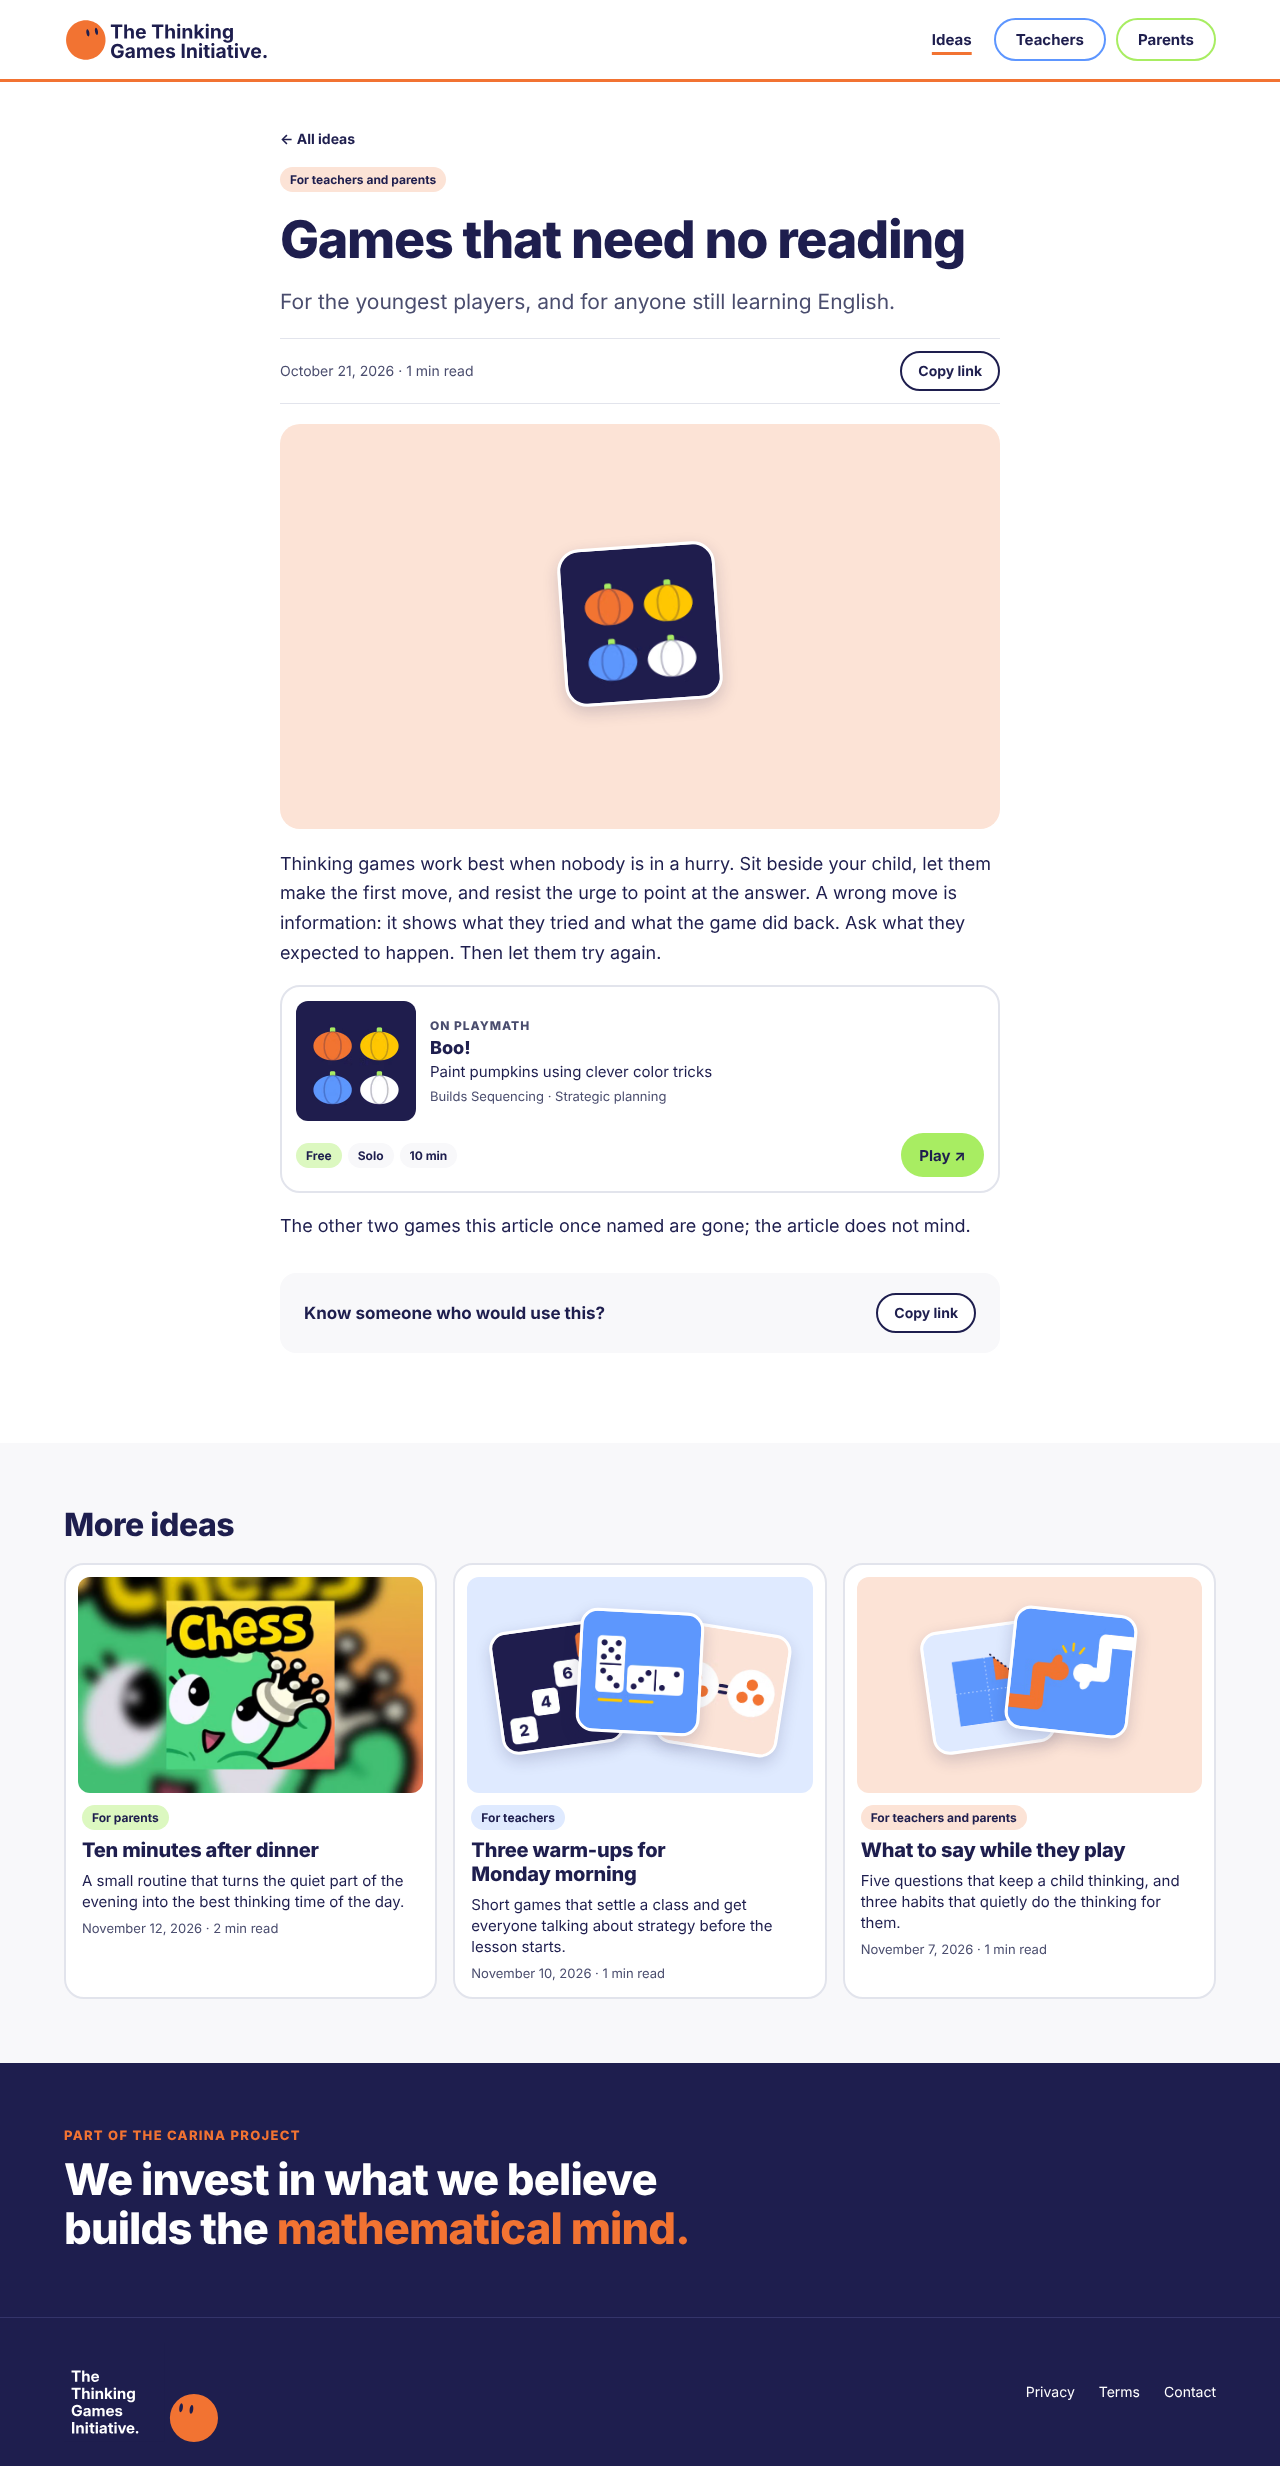 The Thinking
Games Initiative.
Ideas
Teachers
Parents
← All ideas
For teachers and parents
Games that need no reading
For the youngest players, and for anyone still learning English.
October 21, 2026 · 1 min read
Copy link
Thinking games work best when nobody is in a hurry. Sit beside your child, let them
make the first move, and resist the urge to point at the answer. A wrong move is
information: it shows what they tried and what the game did back. Ask what they
expected to happen. Then let them try again.
ON PLAYMATH
Boo!
Paint pumpkins using clever color tricks
Builds Sequencing · Strategic planning
Free
Solo
10 min
Play ↗
The other two games this article once named are gone; the article does not mind.
Know someone who would use this?
Copy link
More ideas
Chess
Chess
For parents
Ten minutes after dinner
A small routine that turns the quiet part of the
evening into the best thinking time of the day.
November 12, 2026 · 2 min read
2
4
6
=
For teachers
Three warm-ups for
Monday morning
Short games that settle a class and get
everyone talking about strategy before the
lesson starts.
November 10, 2026 · 1 min read
For teachers and parents
What to say while they play
Five questions that keep a child thinking, and
three habits that quietly do the thinking for
them.
November 7, 2026 · 1 min read
PART OF THE CARINA PROJECT
We invest in what we believe
builds the mathematical mind.
The
Thinking
Games
Initiative.
Privacy
Terms
Contact